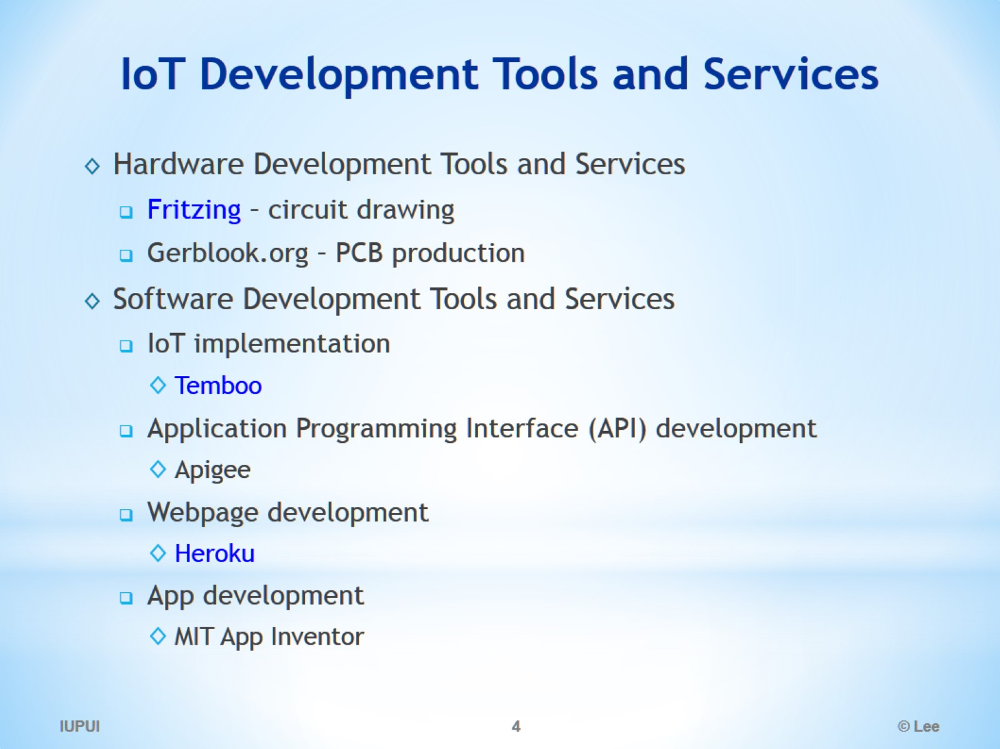 IoT Development Tools and Services
◇ Hardware Development Tools and Services
❑ Fritzing – circuit drawing
❑ Gerblook.org – PCB production
◇ Software Development Tools and Services
❑ IoT implementation
◇ Temboo
❑ Application Programming Interface (API) development
◇ Apigee
❑ Webpage development
◇ Heroku
❑ App development
◇ MIT App Inventor
IUPUI 4 © Lee